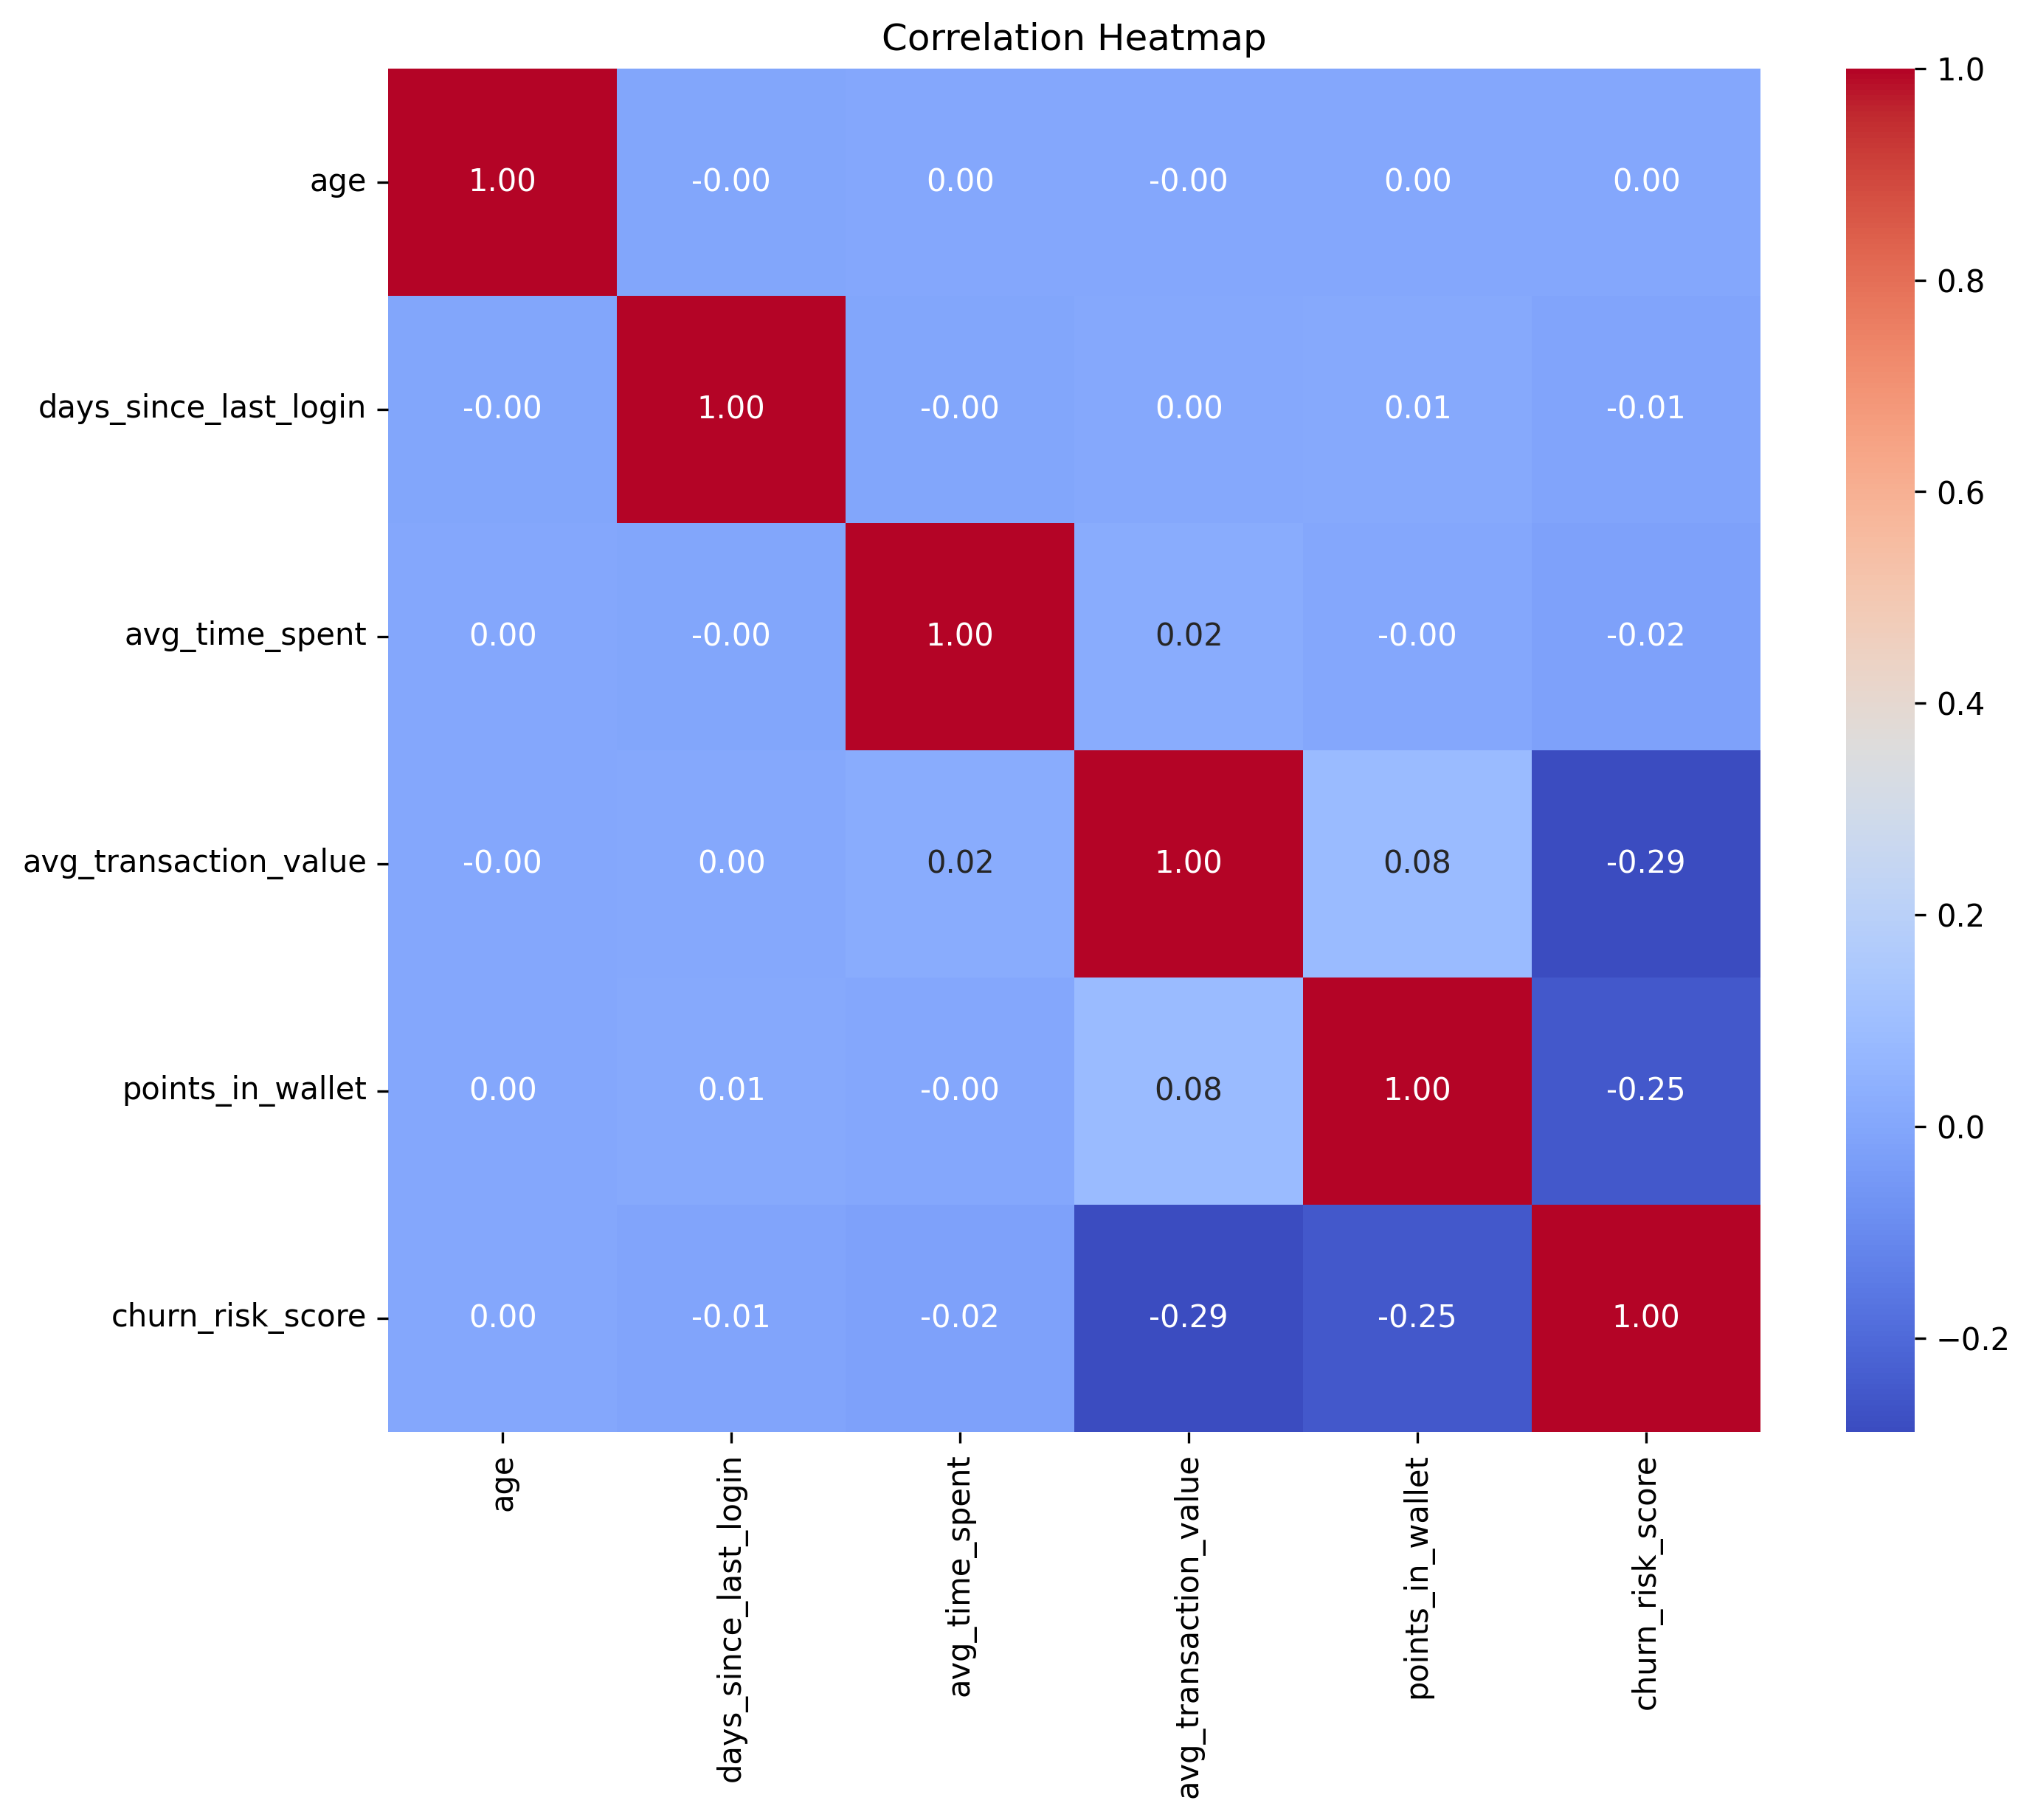 Correlation Heatmap
age 1.00 -0.00 0.00 -0.00 0.00 0.00
days_since_last_login -0.00 1.00 -0.00 0.00 0.01 -0.01
avg_time_spent 0.00 -0.00 1.00 0.02 -0.00 -0.02
avg_transaction_value -0.00 0.00 0.02 1.00 0.08 -0.29
points_in_wallet 0.00 0.01 -0.00 0.08 1.00 -0.25
churn_risk_score 0.00 -0.01 -0.02 -0.29 -0.25 1.00
age
days_since_last_login
avg_time_spent
avg_transaction_value
points_in_wallet
churn_risk_score
1.0
0.8
0.6
0.4
0.2
0.0
−0.2